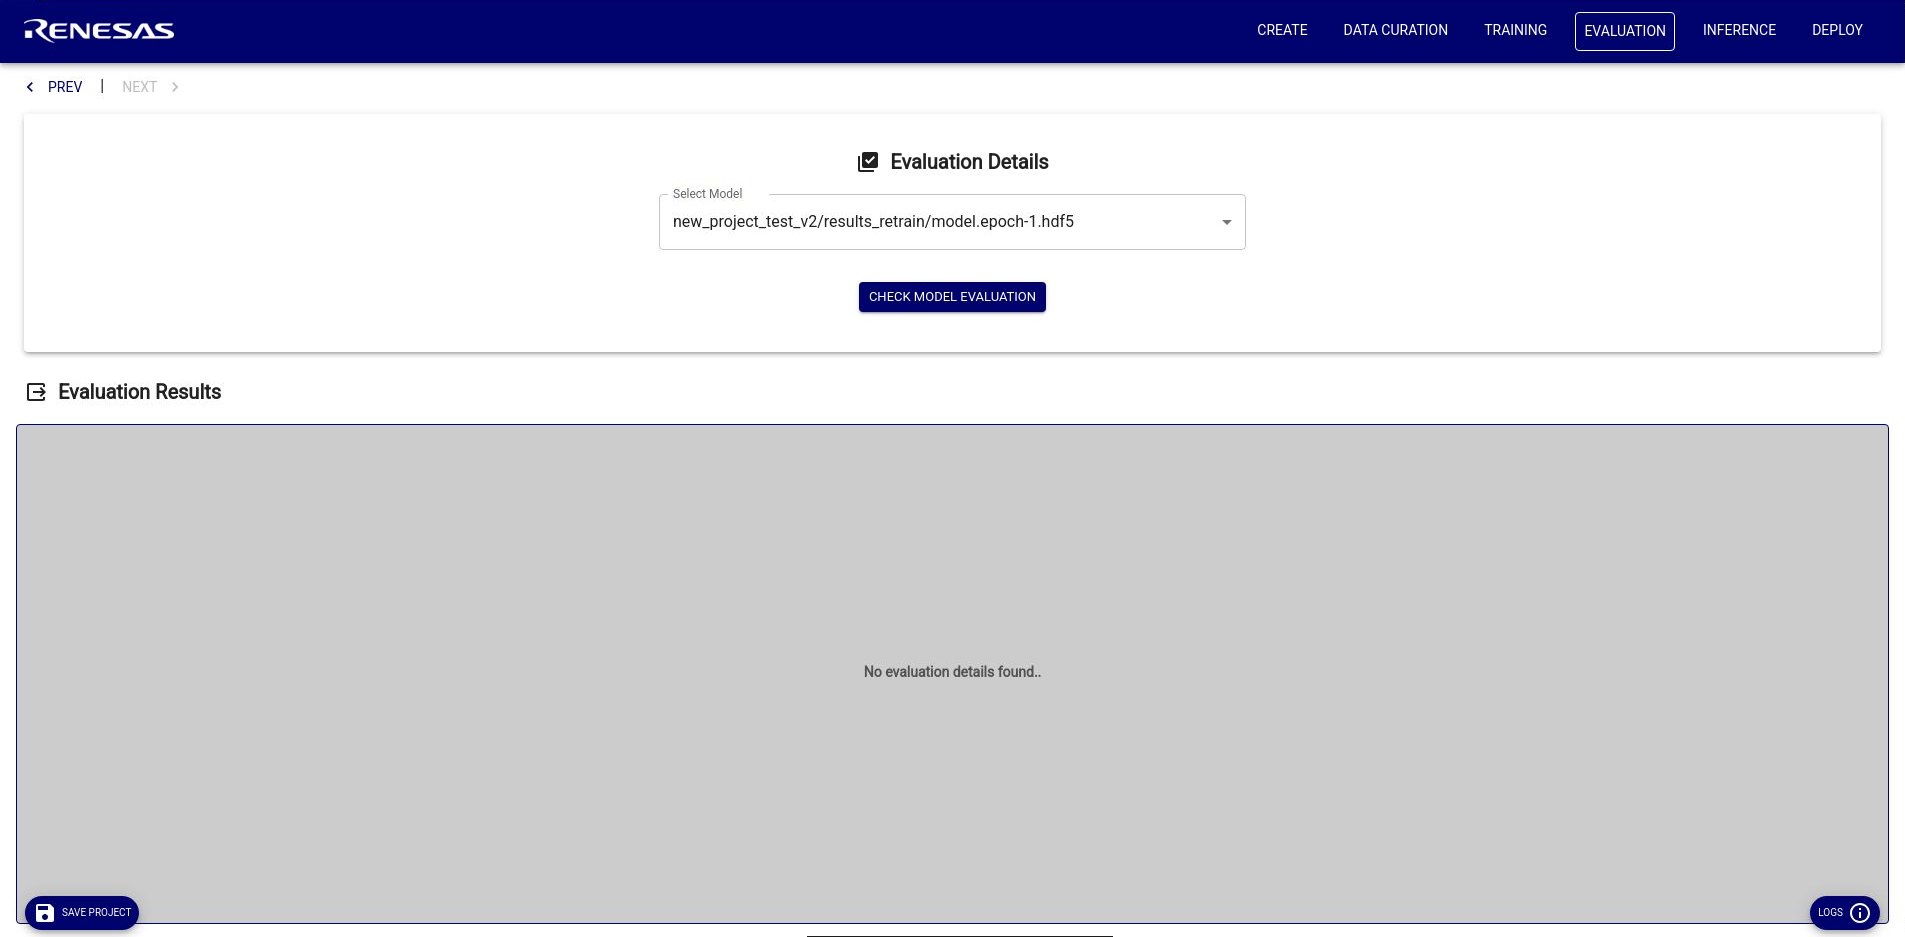 RENESAS
CREATE DATA CURATION TRAINING EVALUATION INFERENCE DEPLOY
PREV | NEXT
Evaluation Details
Select Model
new_project_test_v2/results_retrain/model.epoch-1.hdf5
CHECK MODEL EVALUATION
Evaluation Results
No evaluation details found..
SAVE PROJECT
LOGS